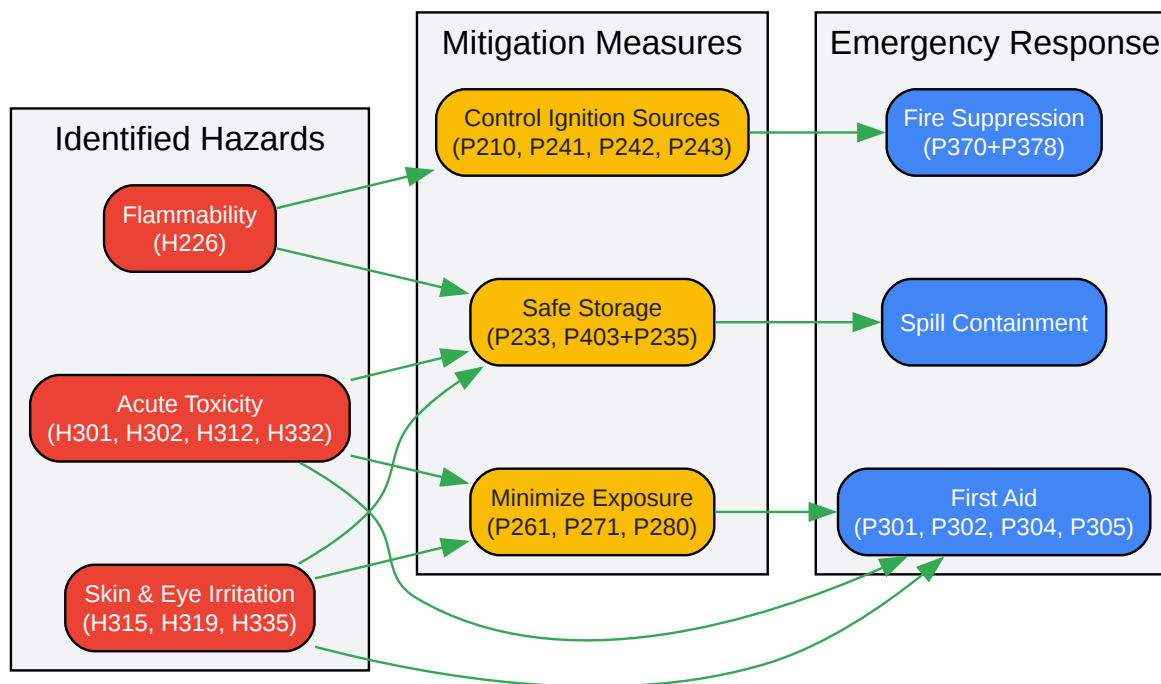 Identified Hazards
Flammability
(H226)
Acute Toxicity
(H301, H302, H312, H332)
Skin & Eye Irritation
(H315, H319, H335)
Mitigation Measures
Control Ignition Sources
(P210, P241, P242, P243)
Safe Storage
(P233, P403+P235)
Minimize Exposure
(P261, P271, P280)
Emergency Response
Fire Suppression
(P370+P378)
Spill Containment
First Aid
(P301, P302, P304, P305)